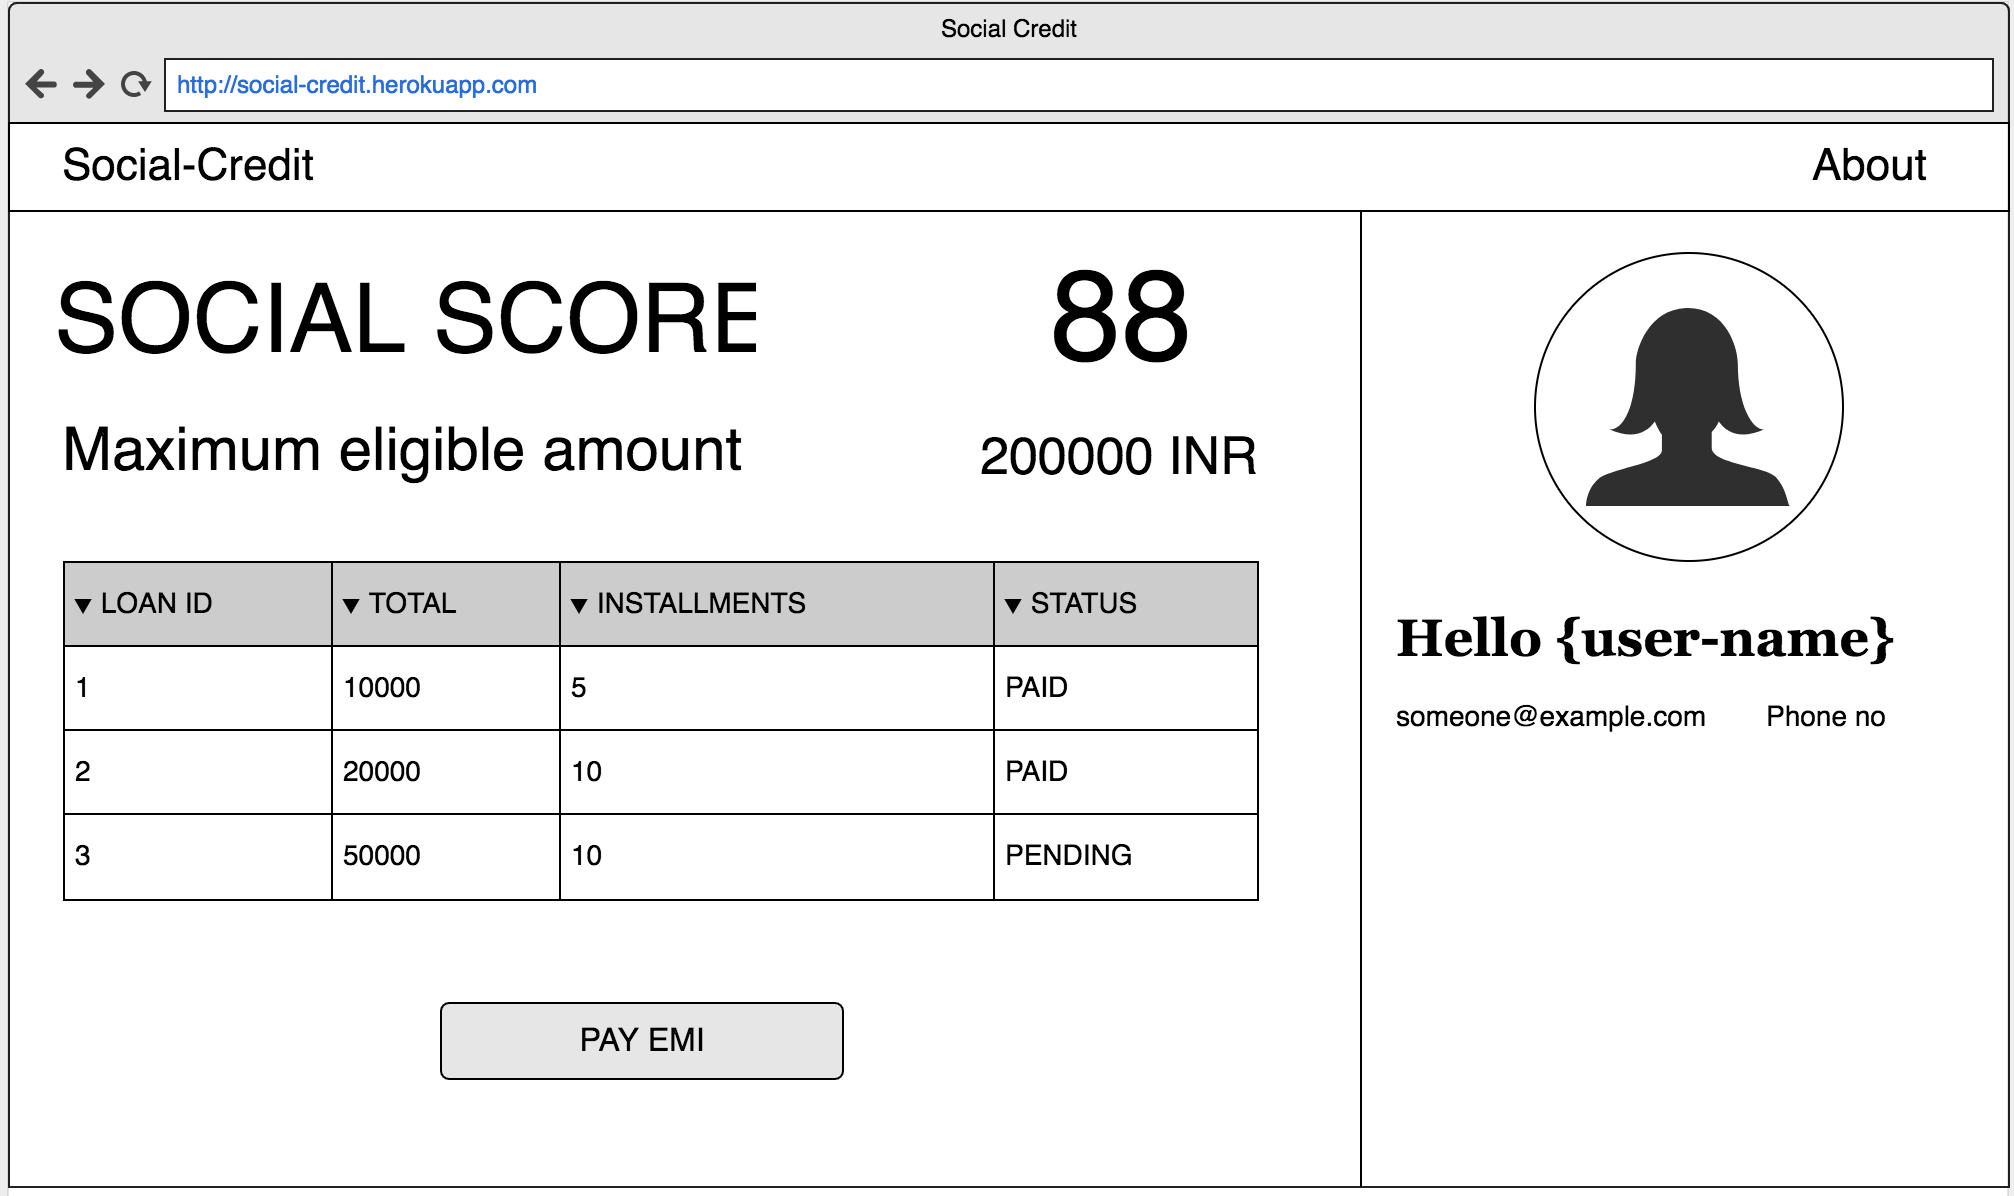 Social Credit
http://social-credit.herokuapp.com
Social-Credit About
SOCIAL SCORE 88
Maximum eligible amount 200000 INR
▼ LOAN ID ▼ TOTAL ▼ INSTALLMENTS ▼ STATUS
1 10000 5 PAID
2 20000 10 PAID
3 50000 10 PENDING
PAY EMI
Hello {user-name}
someone@example.com Phone no